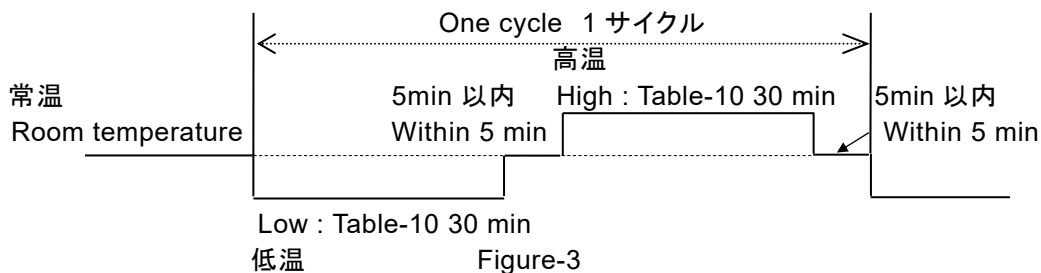 One cycle 1 サイクル
高温
常温 5min 以内 High : Table-10 30 min 5min 以内
Room temperature Within 5 min Within 5 min
Low : Table-10 30 min
低温 Figure-3